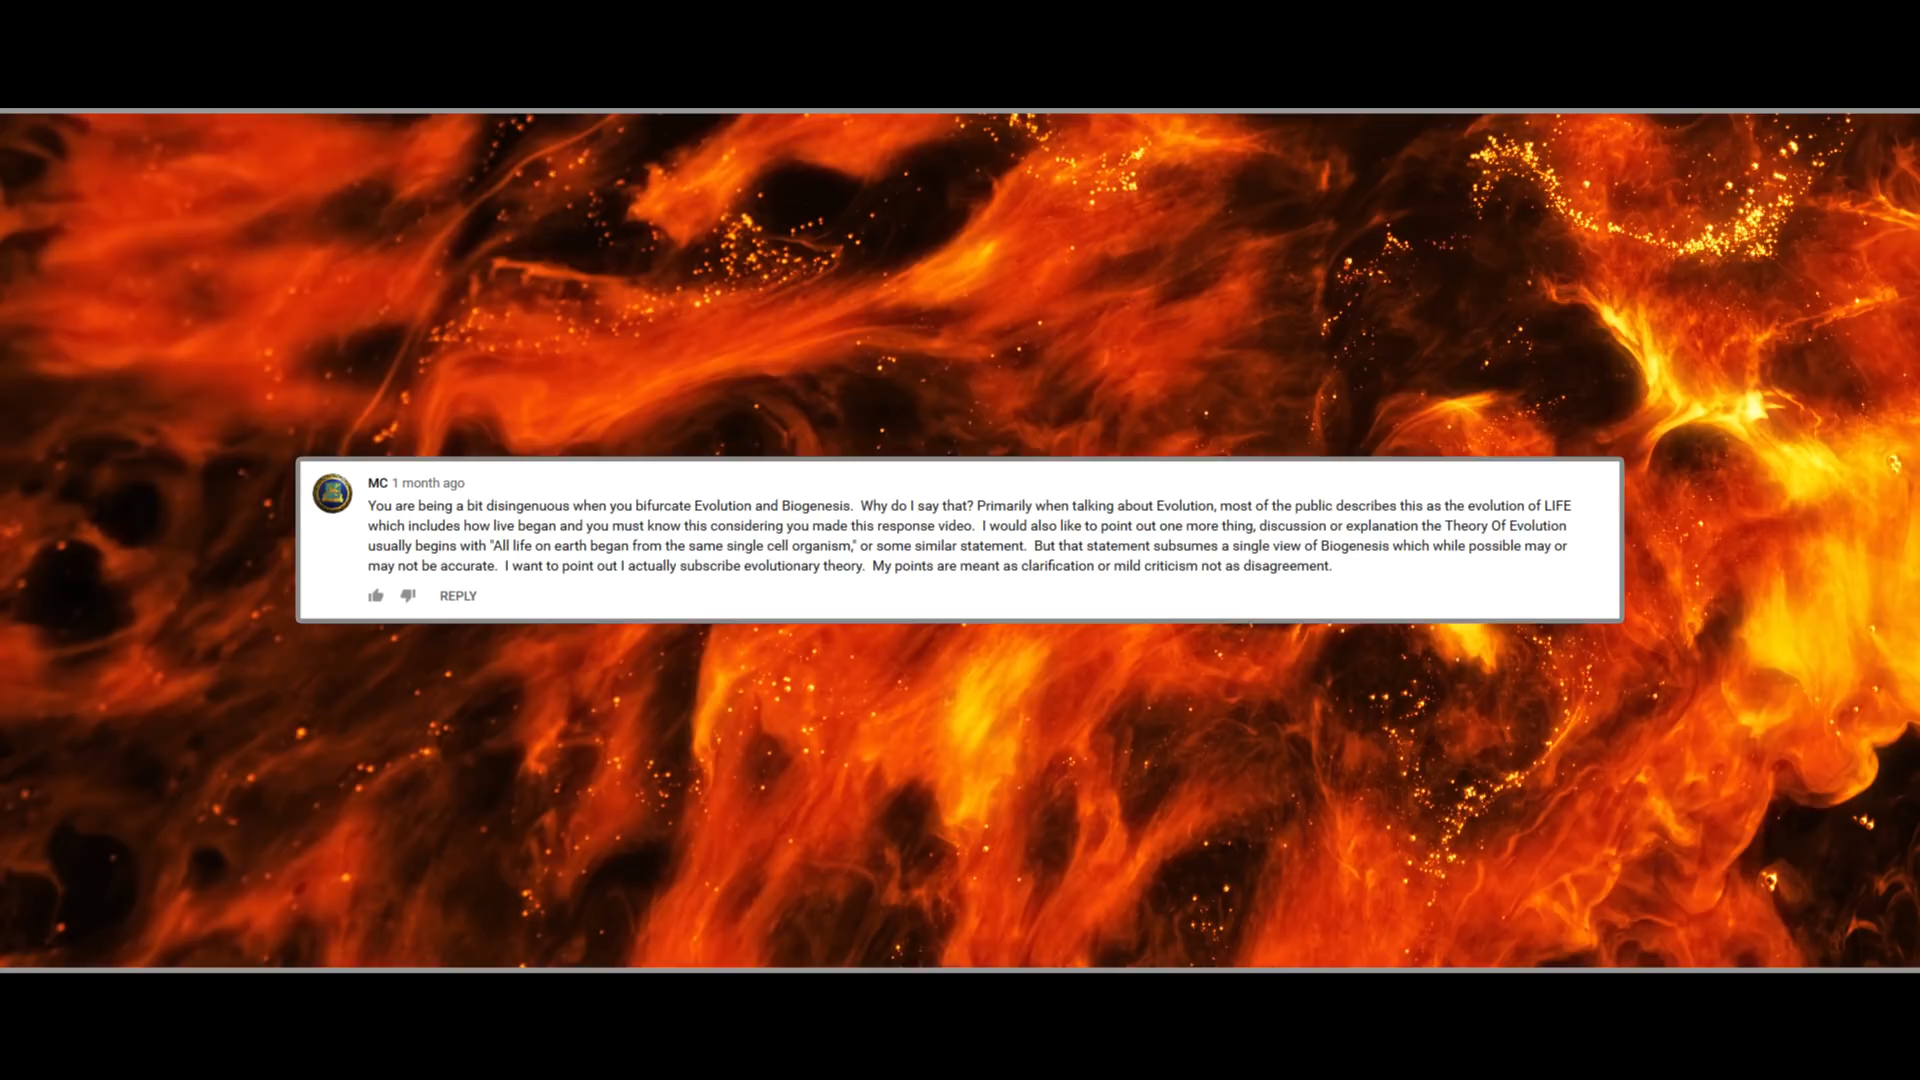 MC 1 month ago
You are being a bit disingenuous when you bifurcate Evolution and Biogenesis.  Why do I say that? Primarily when talking about Evolution, most of the public describes this as the evolution of LIFE
which includes how live began and you must know this considering you made this response video.  I would also like to point out one more thing, discussion or explanation the Theory Of Evolution
usually begins with "All life on earth began from the same single cell organism," or some similar statement.  But that statement subsumes a single view of Biogenesis which while possible may or
may not be accurate.  I want to point out I actually subscribe evolutionary theory.  My points are meant as clarification or mild criticism not as disagreement.
REPLY